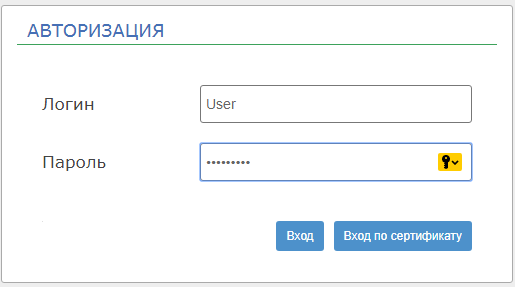 АВТОРИЗАЦИЯ
Логин User
Пароль •••••••••
Вход Вход по сертификату